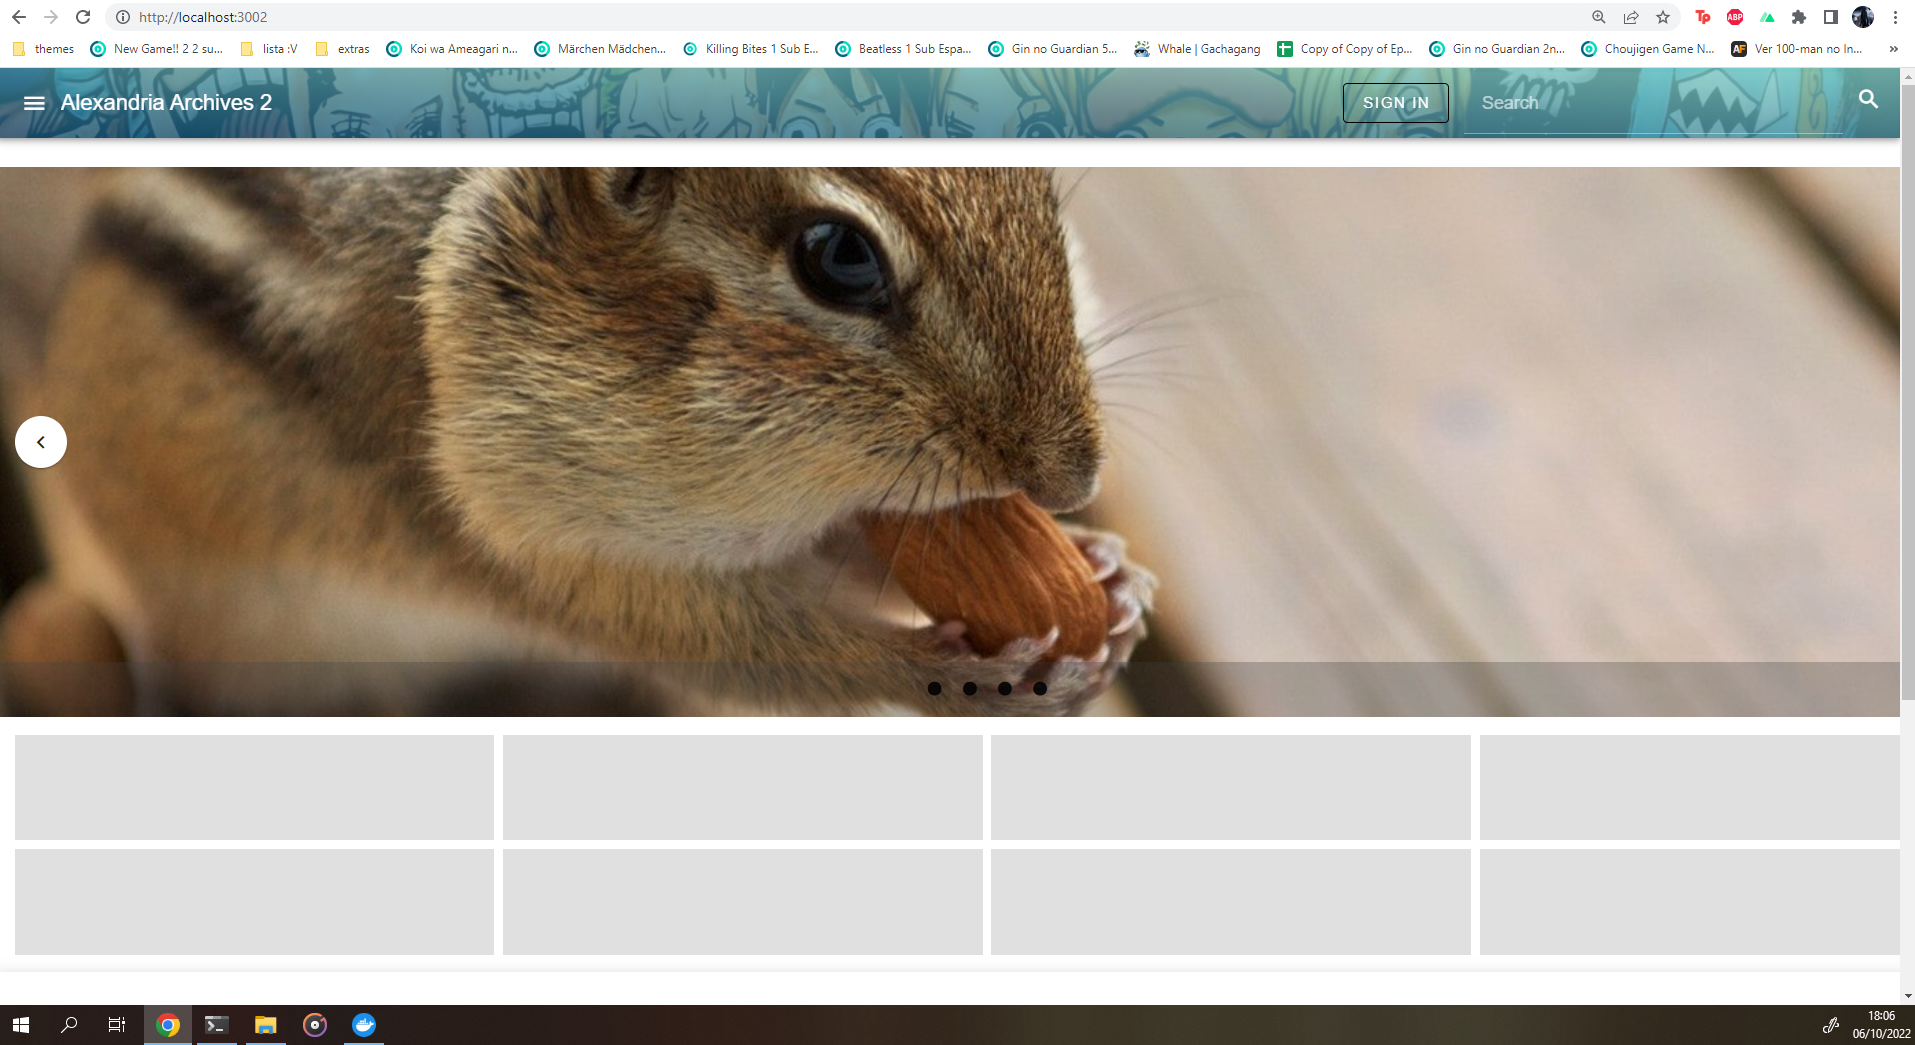 http://localhost:3002
themes New Game!! 2 2 su... lista :V extras Koi wa Ameagari n... Märchen Mädchen... Killing Bites 1 Sub E... Beatless 1 Sub Espa... Gin no Guardian 5... Whale | Gachagang Copy of Copy of Ep... Gin no Guardian 2n... Choujigen Game N... Ver 100-man no In... »
Alexandria Archives 2 SIGN IN Search
18:06
06/10/2022